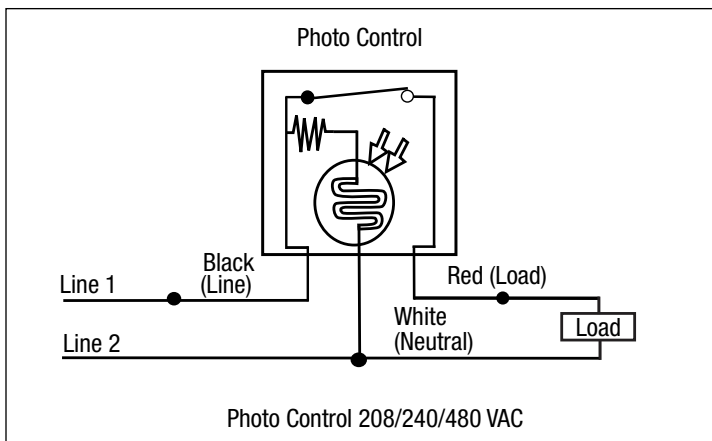 Photo Control
Black
(Line)
Line 1
Red (Load)
White
(Neutral)
Load
Line 2
Photo Control 208/240/480 VAC